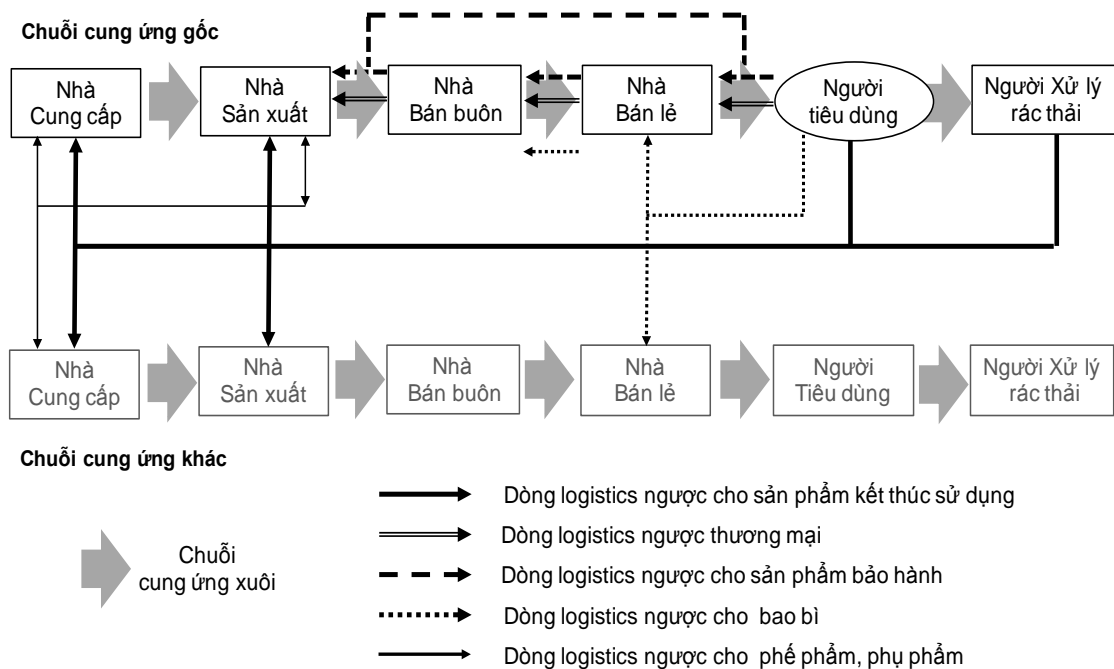 Chuỗi cung ứng gốc
Nhà
Cung cấp
Nhà
Sản xuất
Nhà
Bán buôn
Nhà
Bán lẻ
Người
tiêu dùng
Người Xử lý
rác thải
Nhà
Cung cấp
Nhà
Sản xuất
Nhà
Bán buôn
Nhà
Bán lẻ
Người
Tiêu dùng
Người Xử lý
rác thải
Chuỗi cung ứng khác
Chuỗi
cung ứng xuôi
Dòng logistics ngược cho sản phẩm kết thúc sử dụng
Dòng logistics ngược thương mại
Dòng logistics ngược cho sản phẩm bảo hành
Dòng logistics ngược cho bao bì
Dòng logistics ngược cho phế phẩm, phụ phẩm